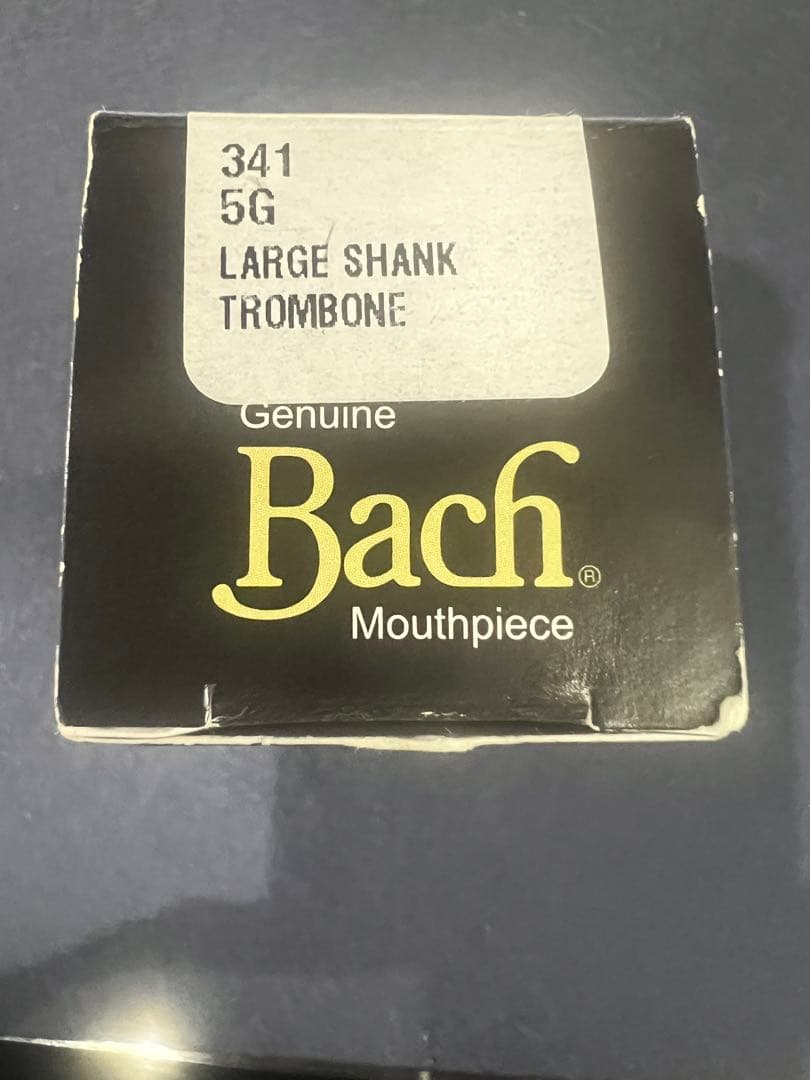 341
5G
LARGE SHANK
TROMBONE
Genuine
Bach®
Mouthpiece